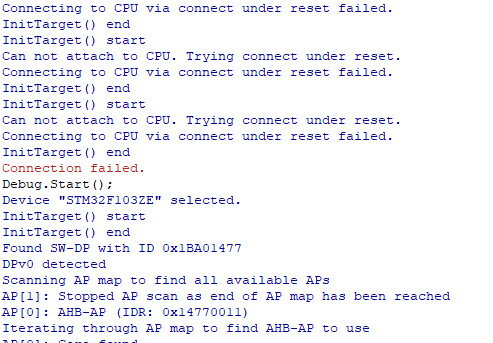 Connecting to CPU via connect under reset failed.
InitTarget() end
InitTarget() start
Can not attach to CPU. Trying connect under reset.
Connecting to CPU via connect under reset failed.
InitTarget() end
InitTarget() start
Can not attach to CPU. Trying connect under reset.
Connecting to CPU via connect under reset failed.
InitTarget() end
Connection failed.
Debug.Start();
Device "STM32F103ZE" selected.
InitTarget() start
InitTarget() end
Found SW-DP with ID 0x1BA01477
DPv0 detected
Scanning AP map to find all available APs
AP[1]: Stopped AP scan as end of AP map has been reached
AP[0]: AHB-AP (IDR: 0x14770011)
Iterating through AP map to find AHB-AP to use
AP[0]: Core found